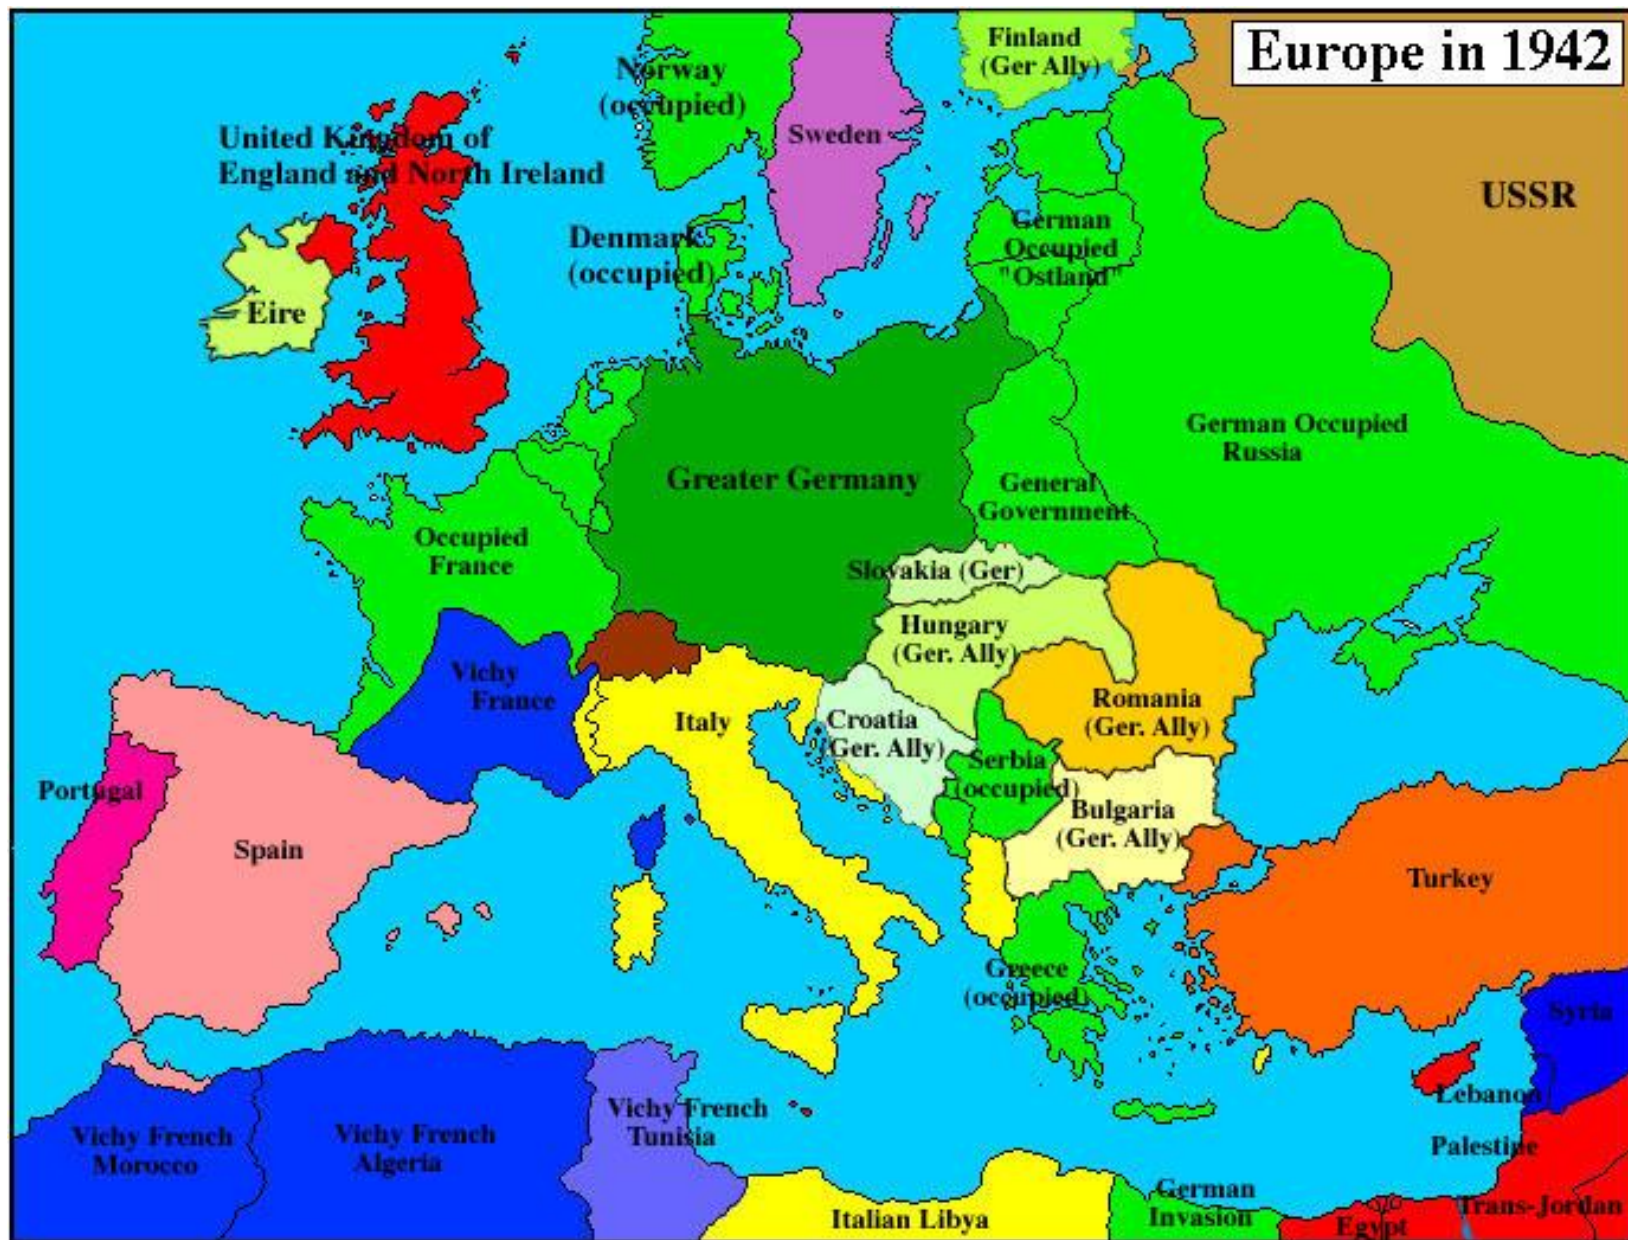 Europe in 1942
Finland
(Ger Ally)
Norway
(occupied)
Sweden
United Kingdom of
England and North Ireland
USSR
German
Occupied
"Ostland"
Denmark
(occupied)
Eire
German Occupied
Russia
Greater Germany
General
Government
Occupied
France
Slovakia (Ger)
Hungary
(Ger. Ally)
Vichy
France
Italy
Croatia
(Ger. Ally)
Romania
(Ger. Ally)
Serbia
(occupied)
Portugal
Spain
Bulgaria
(Ger. Ally)
Turkey
Greece
(occupied)
Syria
Lebanon
Vichy French
Morocco
Vichy French
Algeria
Vichy French
Tunisia
Palestine
Italian Libya
German
Invasion
Egypt
Trans-Jordan